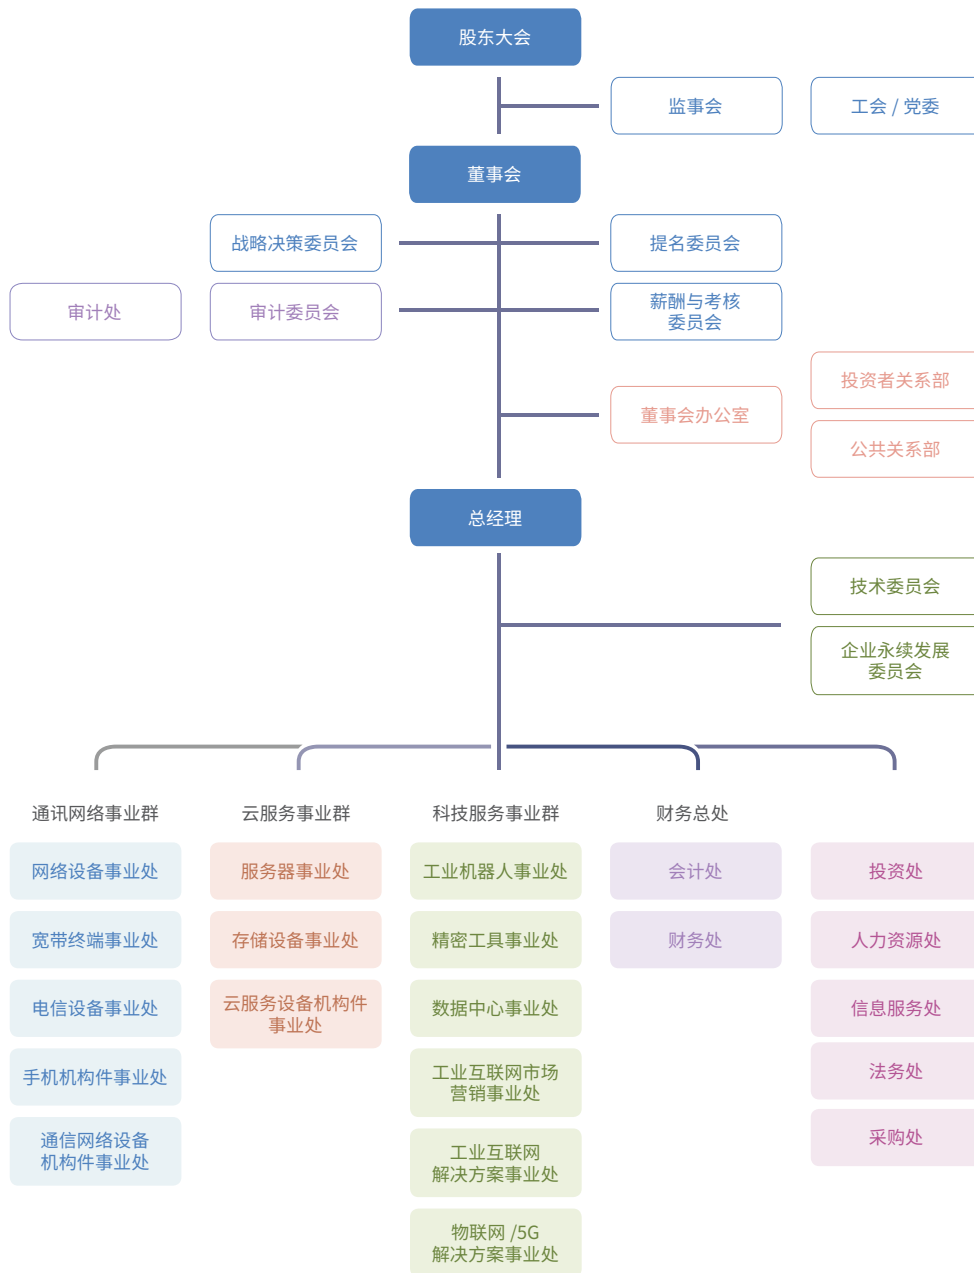 股东大会
监事会
工会 / 党委
董事会
战略决策委员会
提名委员会
审计处
审计委员会
薪酬与考核
委员会
投资者关系部
董事会办公室
公共关系部
总经理
技术委员会
企业永续发展
委员会
通讯网络事业群
云服务事业群
科技服务事业群
财务总处
网络设备事业处
服务器事业处
工业机器人事业处
会计处
投资处
宽带终端事业处
存储设备事业处
精密工具事业处
财务处
人力资源处
电信设备事业处
云服务设备机构件
事业处
数据中心事业处
信息服务处
手机机构件事业处
工业互联网市场
营销事业处
法务处
通信网络设备
机构件事业处
工业互联网
解决方案事业处
采购处
物联网 /5G
解决方案事业处